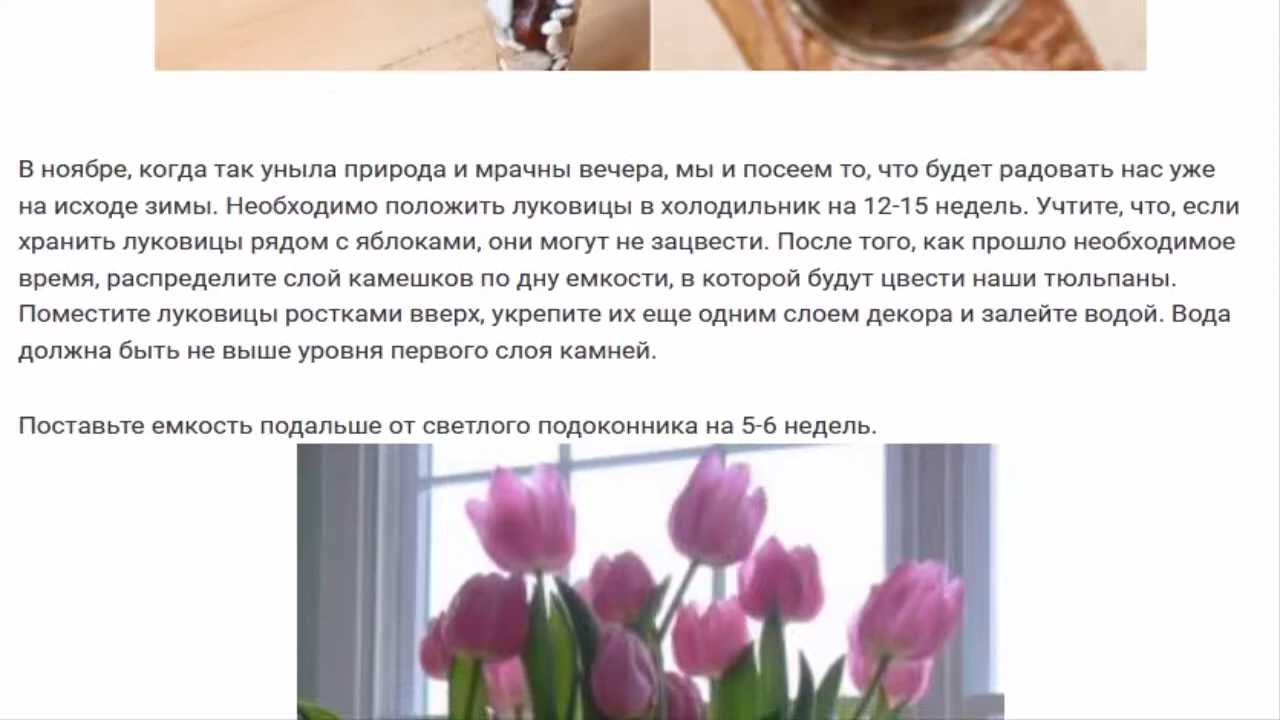 В ноябре, когда так уныла природа и мрачны вечера, мы и посеем то, что будет радовать нас уже
на исходе зимы. Необходимо положить луковицы в холодильник на 12-15 недель. Учтите, что, если
хранить луковицы рядом с яблоками, они могут не зацвести. После того, как прошло необходимое
время, распределите слой камешков по дну емкости, в которой будут цвести наши тюльпаны.
Поместите луковицы ростками вверх, укрепите их еще одним слоем декора и залейте водой. Вода
должна быть не выше уровня первого слоя камней.
Поставьте емкость подальше от светлого подоконника на 5-6 недель.